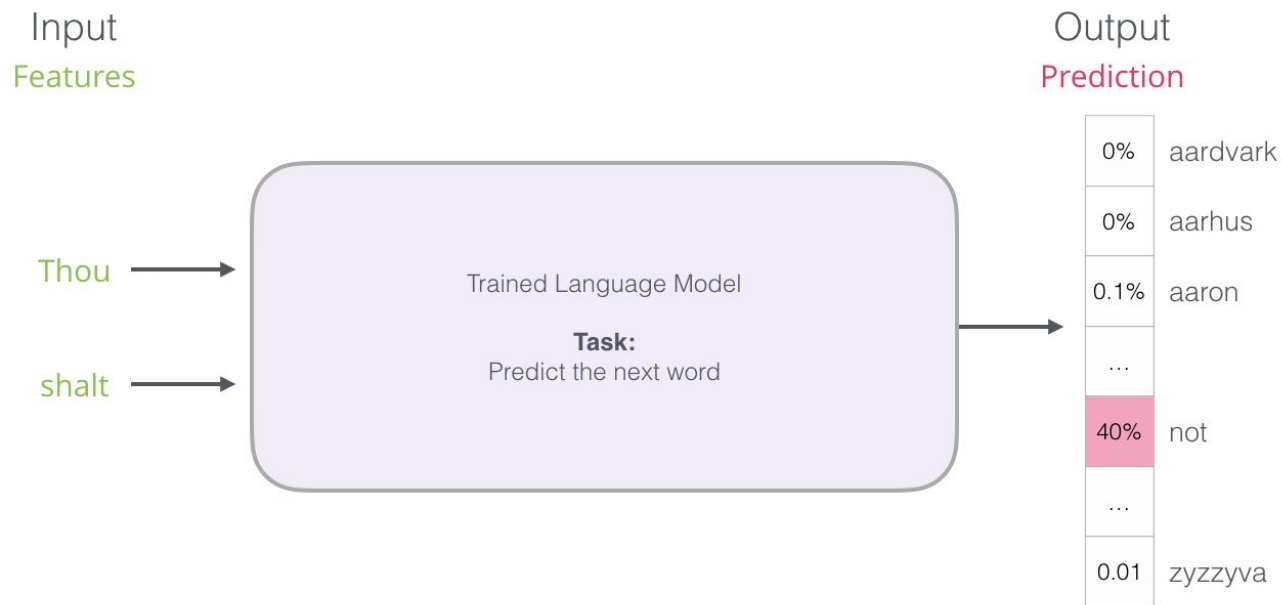 Input
Features
Thou
shalt
Trained Language Model
Task:
Predict the next word
Output
Prediction
0% aardvark
0% aarhus
0.1% aaron
...
40% not
...
0.01 zyzzyva